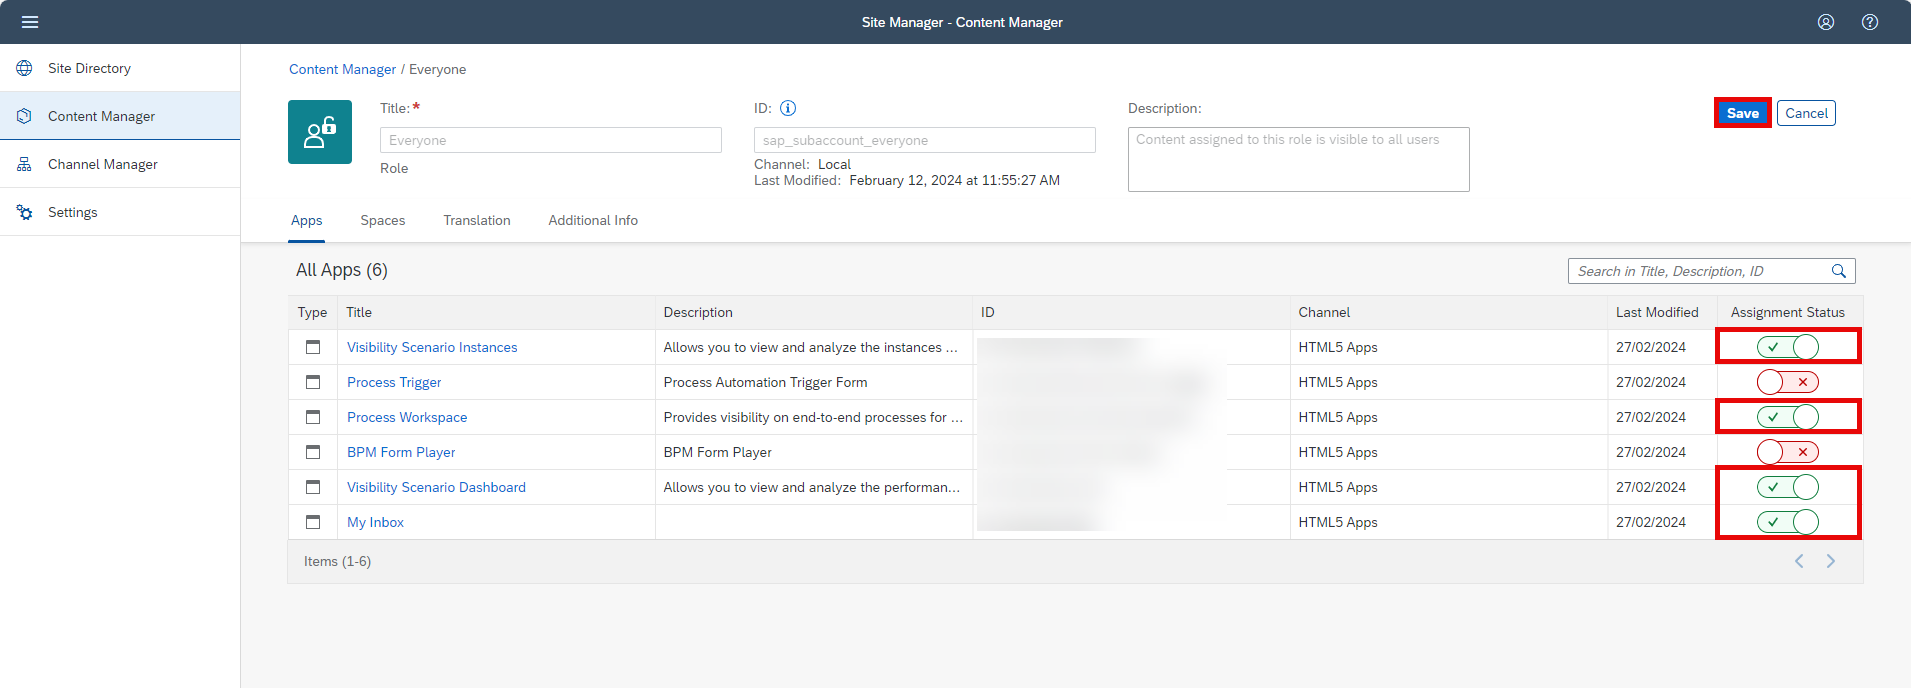 Site Manager - Content Manager
Site Directory
Content Manager
Channel Manager
Settings
Content Manager / Everyone
Title: *
Everyone
Role
ID:
sap_subaccount_everyone
Channel: Local
Last Modified: February 12, 2024 at 11:55:27 AM
Description:
Content assigned to this role is visible to all users
Save
Cancel
Apps
Spaces
Translation
Additional Info
All Apps (6)
Search in Title, Description, ID
Type Title Description ID Channel Last Modified Assignment Status
Visibility Scenario Instances Allows you to view and analyze the instances ... HTML5 Apps 27/02/2024
Process Trigger Process Automation Trigger Form HTML5 Apps 27/02/2024
Process Workspace Provides visibility on end-to-end processes for ... HTML5 Apps 27/02/2024
BPM Form Player BPM Form Player HTML5 Apps 27/02/2024
Visibility Scenario Dashboard Allows you to view and analyze the performan... HTML5 Apps 27/02/2024
My Inbox HTML5 Apps 27/02/2024
Items (1-6)